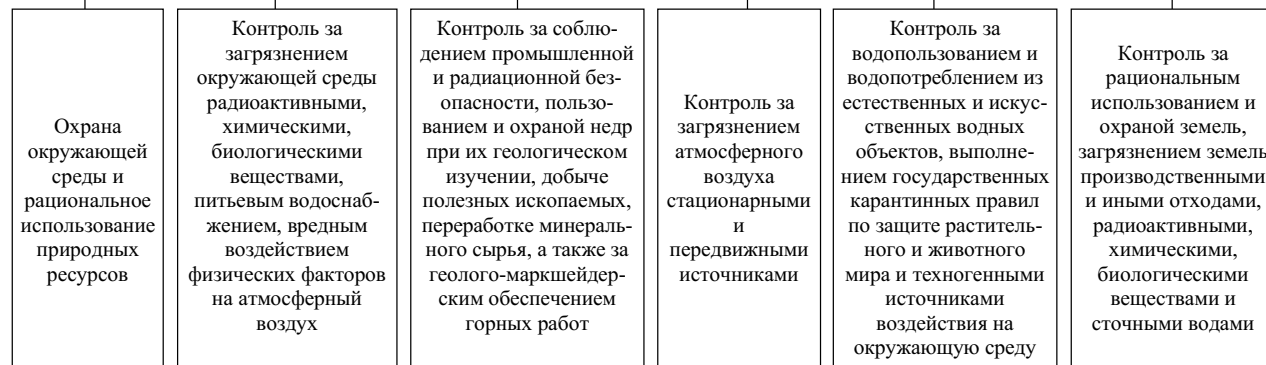 Охрана
окружающей
среды и
рациональное
использование
природных
ресурсов
Контроль за
загрязнением
окружающей среды
радиоактивными,
химическими,
биологическими
веществами,
питьевым водоснаб-
жением, вредным
воздействием
физических факторов
на атмосферный
воздух
Контроль за соблю-
дением промышленной
и радиационной без-
опасности, пользо-
ванием и охраной недр
при их геологическом
изучении, добыче
полезных ископаемых,
переработке минераль-
ного сырья, а также за
геолого-маркшейдер-
ским обеспечением
горных работ
Контроль за
загрязнением
атмосферного
воздуха
стационарными
и
передвижными
источниками
Контроль за
водопользованием и
водопотреблением из
естественных и искус-
ственных водных
объектов, выполне-
нием государственных
карантинных правил
по защите раститель-
ного и животного
мира и техногенными
источниками
воздействия на
окружающую среду
Контроль за
рациональным
использованием и
охраной земель,
загрязнением земель
производственными
и иными отходами,
радиоактивными,
химическими,
биологическими
веществами и
сточными водами